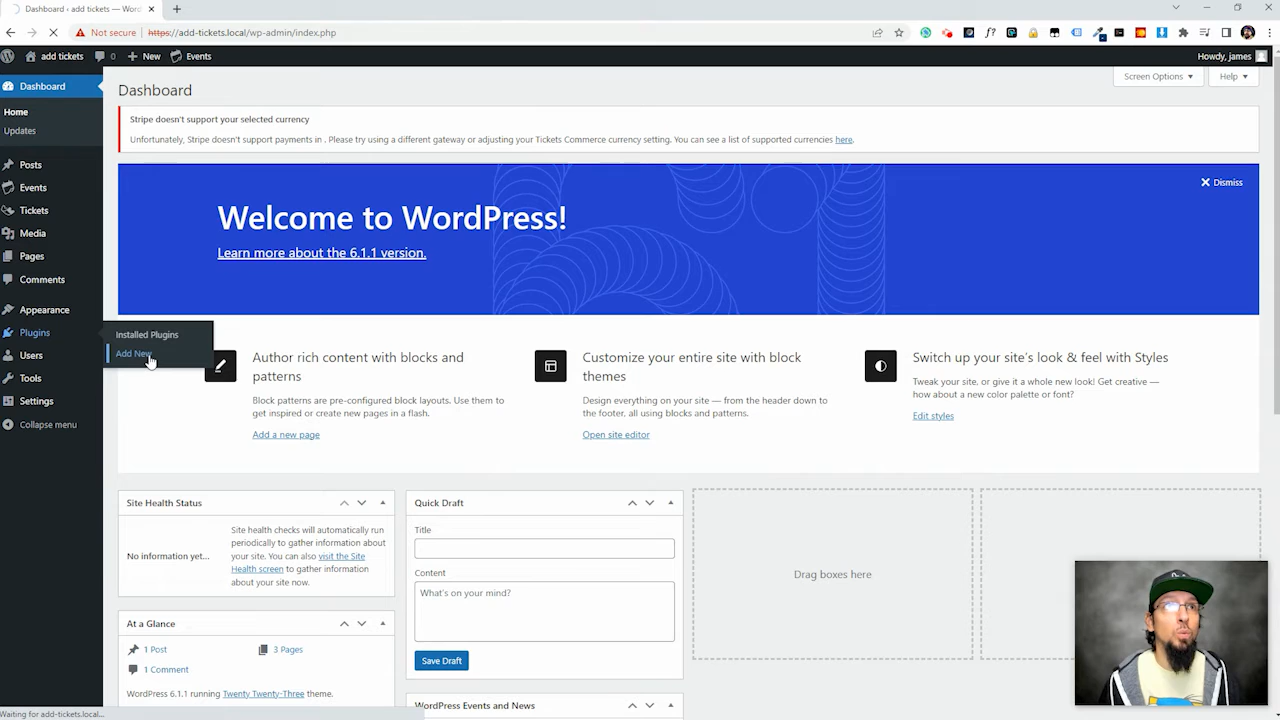 Dashboard ‹ add tickets — Wor
Not secure
https://add-tickets.local/wp-admin/index.php
add tickets
0
New
Events
Howdy, james
Dashboard
Home
Updates
Posts
Events
Tickets
Media
Pages
Comments
Appearance
Plugins
Installed Plugins
Add New
Users
Tools
Settings
Collapse menu
Screen Options
Help
Dashboard
Stripe doesn't support your selected currency
Unfortunately, Stripe doesn't support payments in . Please try using a different gateway or adjusting your Tickets Commerce currency setting. You can see a list of supported currencies here.
Dismiss
Welcome to WordPress!
Learn more about the 6.1.1 version.
Author rich content with blocks and
patterns
Block patterns are pre-configured block layouts. Use them to
get inspired or create new pages in a flash.
Add a new page
Customize your entire site with block
themes
Design everything on your site — from the header down to
the footer, all using blocks and patterns.
Open site editor
Switch up your site's look & feel with Styles
Tweak your site, or give it a whole new look! Get creative —
how about a new color palette or font?
Edit styles
Site Health Status
No information yet...
Site health checks will automatically run
periodically to gather information about
your site. You can also visit the Site
Health screen to gather information
about your site now.
At a Glance
1 Post
3 Pages
1 Comment
WordPress 6.1.1 running Twenty Twenty-Three theme.
Quick Draft
Title
Content
What's on your mind?
Save Draft
WordPress Events and News
Drag boxes here
Waiting for add-tickets.local...